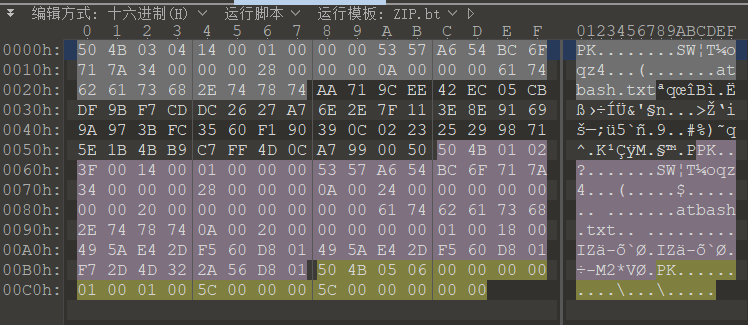 编辑方式: 十六进制(H) 运行脚本 运行模板: ZIP.bt
0 1 2 3 4 5 6 7 8 9 A B C D E F 0123456789ABCDEF
0000h: 50 4B 03 04 14 00 01 00 00 00 53 57 A6 54 BC 6F PK........SW¦T¼o
0010h: 71 7A 34 00 00 00 28 00 00 00 0A 00 00 00 61 74 qz4...(.......at
0020h: 62 61 73 68 2E 74 78 74 AA 71 9C EE 42 EC 05 CB bash.txtªqœîBì.Ë
0030h: DF 9B F7 CD DC 26 27 A7 6E 2E 7F 11 3E 8E 91 69 ß›÷ÍÜ&'§n...>Ž‘i
0040h: 9A 97 3B FC 35 60 F1 90 39 0C 02 23 25 29 98 71 š—;ü5`ñ.9..#%)˜q
0050h: 5E 1B 4B B9 C7 FF 4D 0C A7 99 00 50 50 4B 01 02 ^.K¹ÇÿM.§™.PPK..
0060h: 3F 00 14 00 01 00 00 00 53 57 A6 54 BC 6F 71 7A ?.......SW¦T¼oqz
0070h: 34 00 00 00 28 00 00 00 0A 00 24 00 00 00 00 00 4...(.....$.....
0080h: 00 00 20 00 00 00 00 00 00 00 61 74 62 61 73 68 .. .......atbash
0090h: 2E 74 78 74 0A 00 20 00 00 00 00 00 01 00 18 00 .txt.. .........
00A0h: 49 5A E4 2D F5 60 D8 01 49 5A E4 2D F5 60 D8 01 IZä-õ`Ø.IZä-õ`Ø.
00B0h: F7 2D 4D 32 2A 56 D8 01 50 4B 05 06 00 00 00 00 ÷-M2*VØ.PK......
00C0h: 01 00 01 00 5C 00 00 00 5C 00 00 00 00 00 ....\...\.....